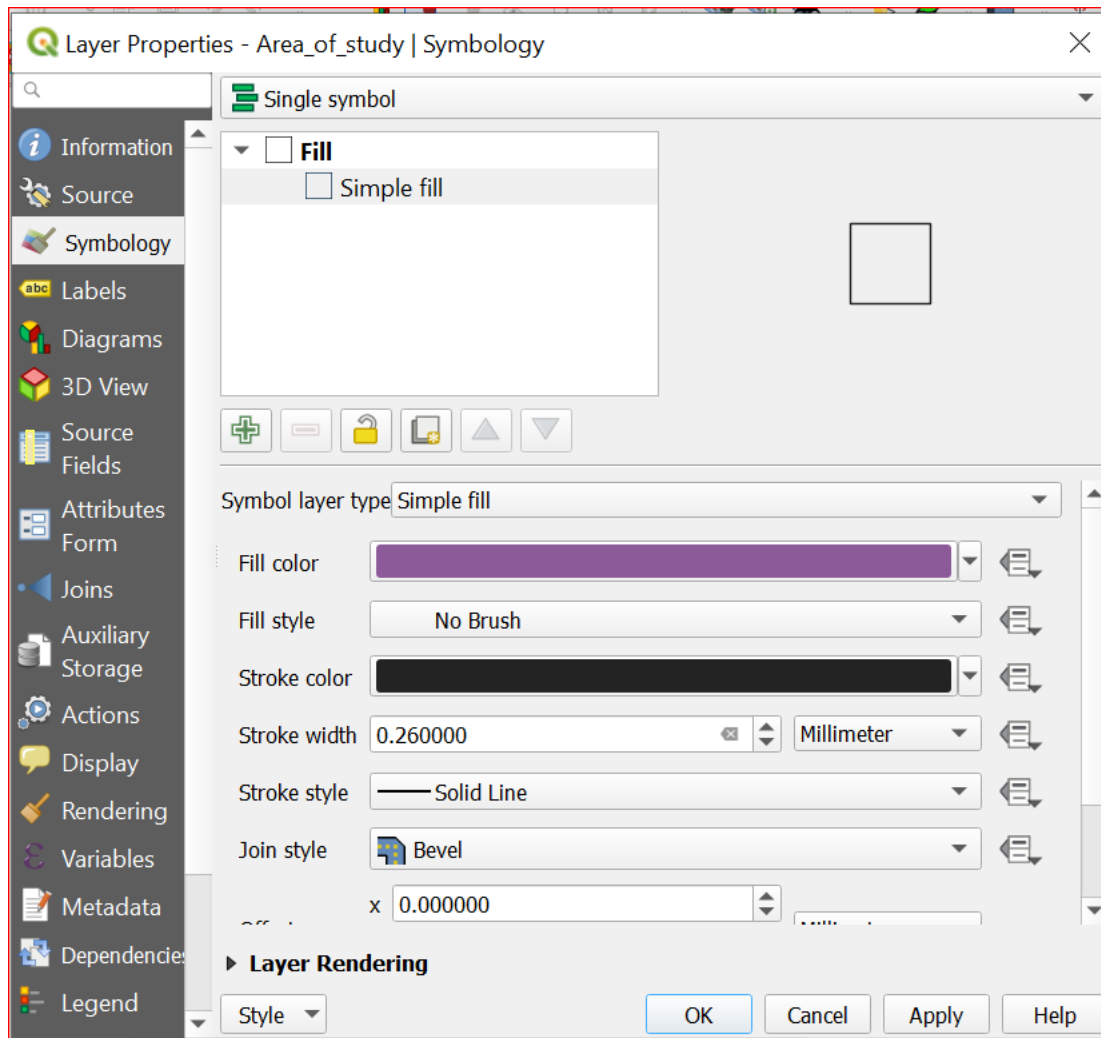 Layer Properties - Area_of_study | Symbology
Single symbol
Information
Source
Symbology
abc Labels
Diagrams
3D View
Source
Fields
Attributes
Form
Joins
Auxiliary
Storage
Actions
Display
Rendering
Variables
Metadata
Dependencies
Legend
Fill
Simple fill
Symbol layer type Simple fill
Fill color
Fill style No Brush
Stroke color
Stroke width 0.260000 Millimeter
Stroke style Solid Line
Join style Bevel
x 0.000000
Layer Rendering
Style OK Cancel Apply Help